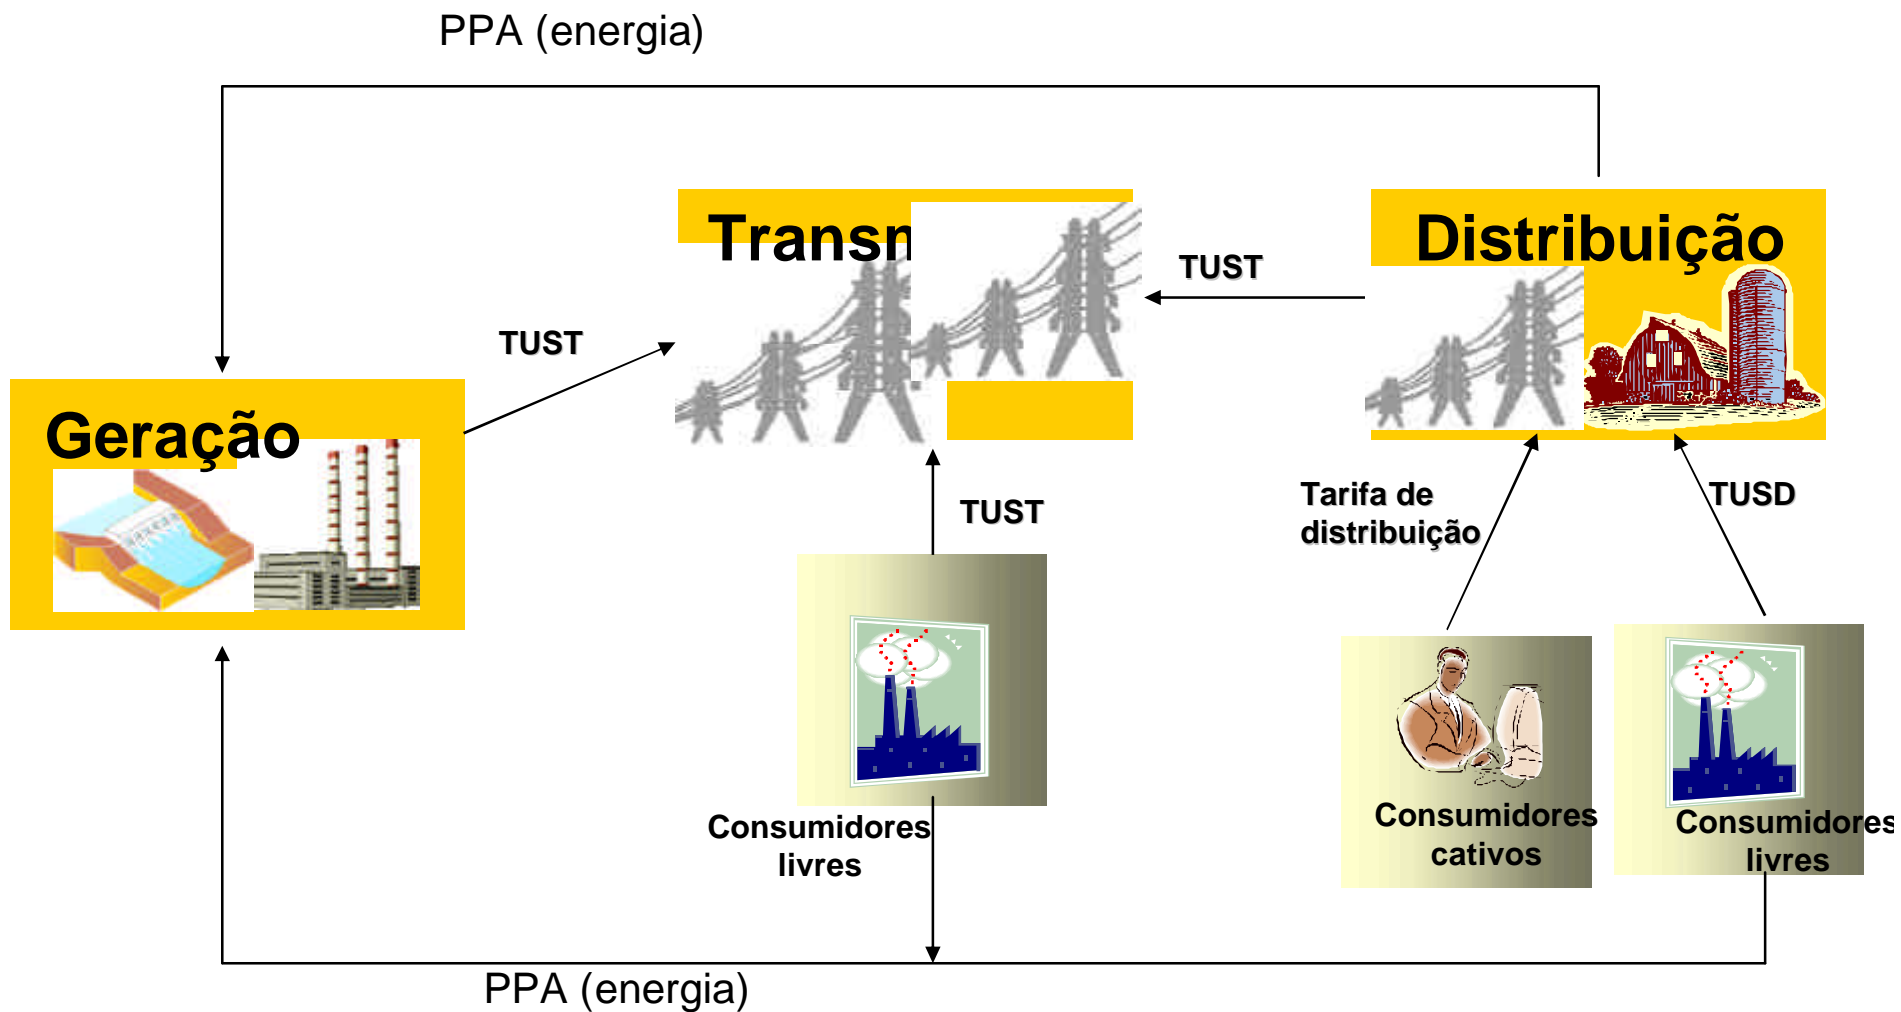 PPA (energia)
Distribuição
TUST
TUST
Geração
TUST
Tarifa de
distribuição
TUSD
Consumidores
livres
Consumidores
cativos
Consumidores
livres
PPA (energia)